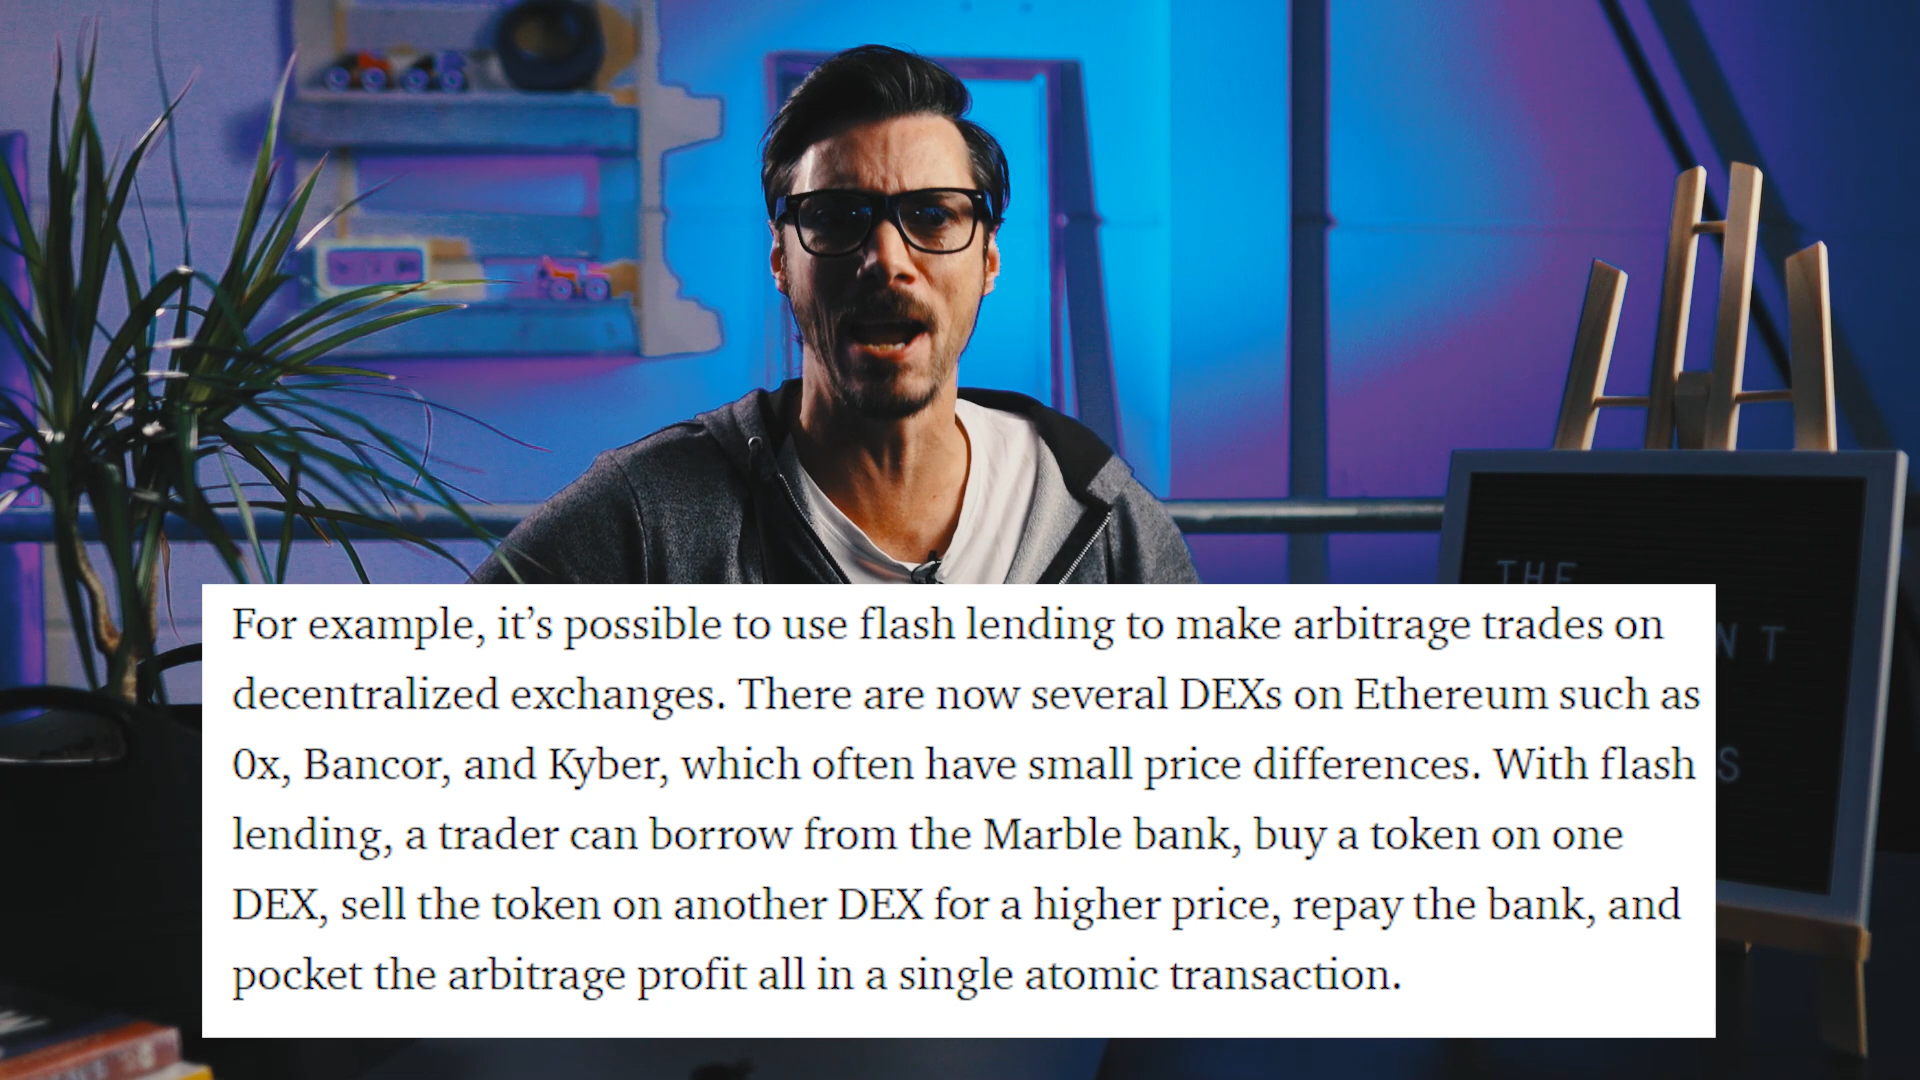 THE
NT
S
For example, it’s possible to use flash lending to make arbitrage trades on
decentralized exchanges. There are now several DEXs on Ethereum such as
0x, Bancor, and Kyber, which often have small price differences. With flash
lending, a trader can borrow from the Marble bank, buy a token on one
DEX, sell the token on another DEX for a higher price, repay the bank, and
pocket the arbitrage profit all in a single atomic transaction.